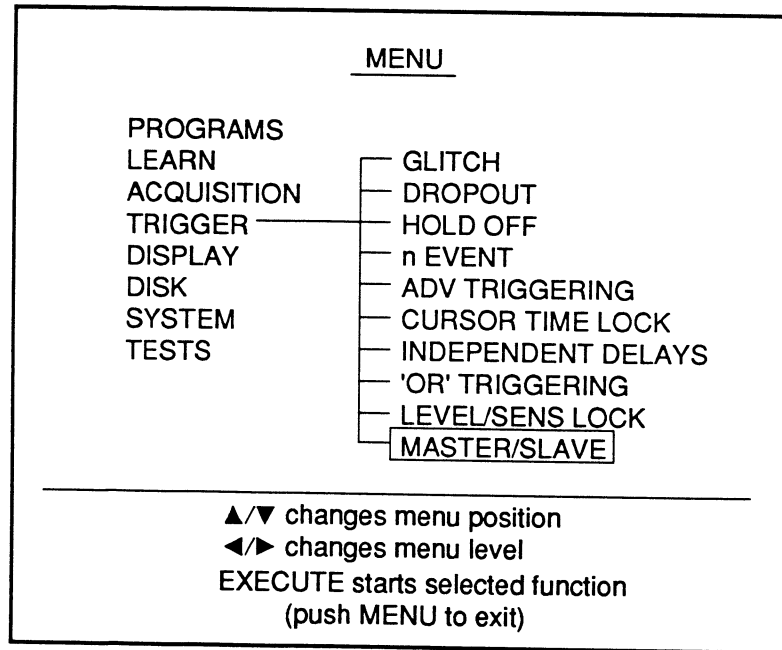 MENU
PROGRAMS
LEARN
ACQUISITION
TRIGGER
DISPLAY
DISK
SYSTEM
TESTS
GLITCH
DROPOUT
HOLD OFF
n EVENT
ADV TRIGGERING
CURSOR TIME LOCK
INDEPENDENT DELAYS
'OR' TRIGGERING
LEVEL/SENS LOCK
MASTER/SLAVE
▲/▼ changes menu position
◄/► changes menu level
EXECUTE starts selected function
(push MENU to exit)